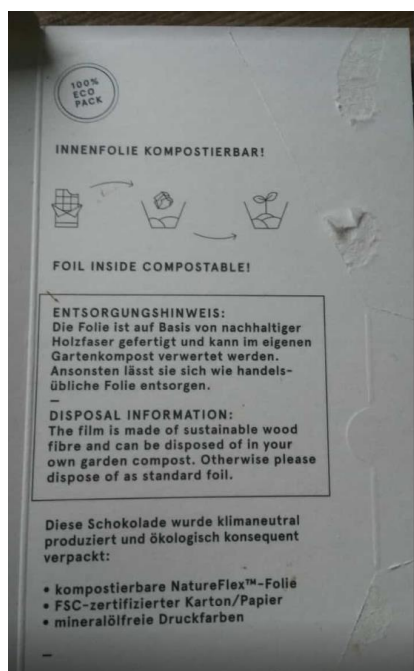 100%
ECO
PACK
INNENFOLIE KOMPOSTIERBAR!
FOIL INSIDE COMPOSTABLE!
ENTSORGUNGSHINWEIS:
Die Folie ist auf Basis von nachhaltiger
Holzfaser gefertigt und kann im eigenen
Gartenkompost verwertet werden.
Ansonsten lässt sie sich wie handels-
übliche Folie entsorgen.
–
DISPOSAL INFORMATION:
The film is made of sustainable wood
fibre and can be disposed of in your
own garden compost. Otherwise please
dispose of as standard foil.
Diese Schokolade wurde klimaneutral
produziert und ökologisch konsequent
verpackt:
• kompostierbare NatureFlex™-Folie
• FSC-zertifizierter Karton/Papier
• mineralölfreie Druckfarben
–